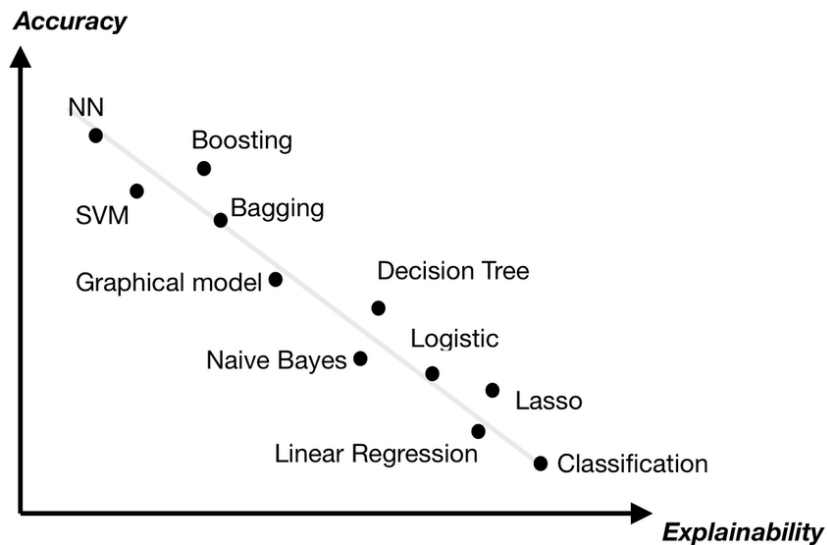 Accuracy
NN
Boosting
SVM
Bagging
Decision Tree
Graphical model
Logistic
Naive Bayes
Lasso
Linear Regression
Classification
Explainability